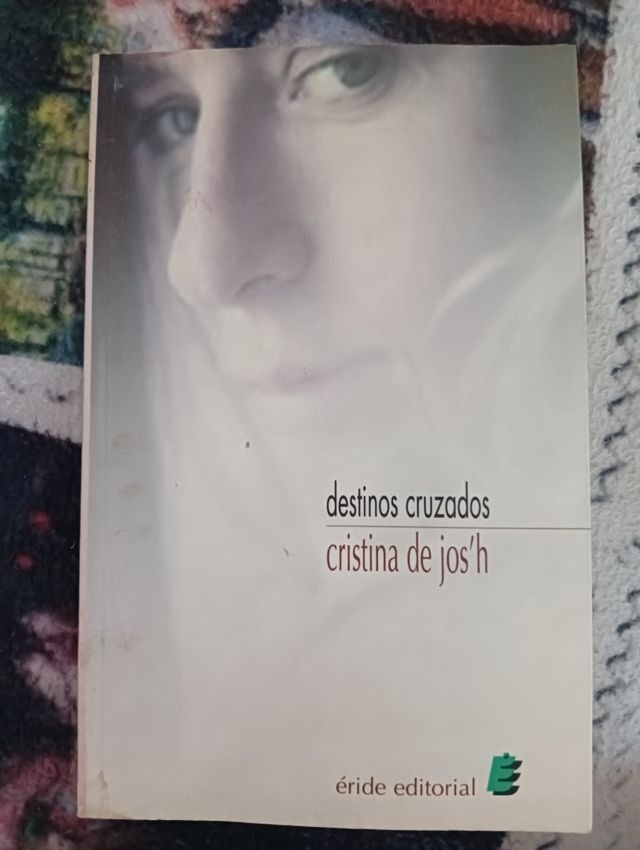 destinos cruzados
cristina de jos'h
éride editorial